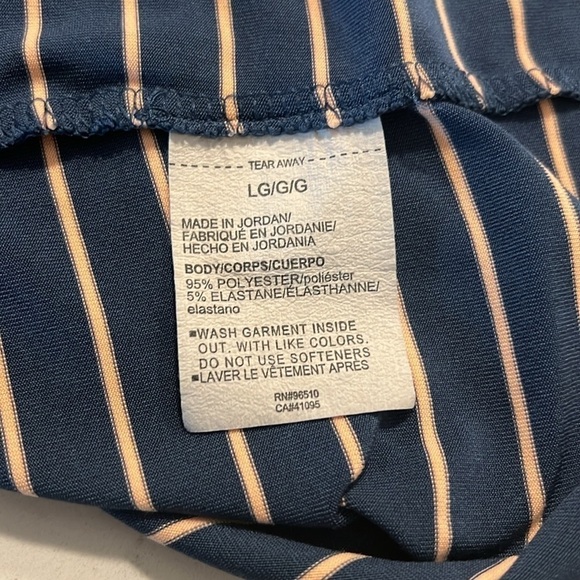 TEAR AWAY
LG/G/G
MADE IN JORDAN/
FABRIQUÉ EN JORDANIE/
HECHO EN JORDANIA
BODY/CORPS/CUERPO
95% POLYESTER/poliéster
5% ELASTANE/ÉLASTHANNE/
elastano
▪WASH GARMENT INSIDE
OUT, WITH LIKE COLORS.
DO NOT USE SOFTENERS
▪LAVER LE VÊTEMENT APRÈS
RN#96510
CA#41095